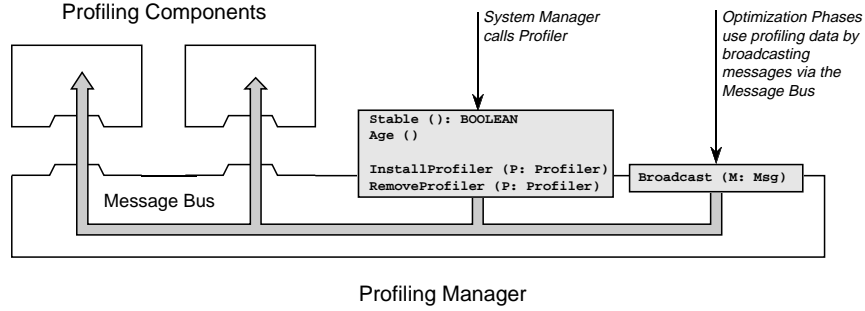 Profiling Components
System Manager
calls Profiler
Optimization Phases
use profiling data by
broadcasting
messages via the
Message Bus
Stable (): BOOLEAN
Age ()
InstallProfiler (P: Profiler)
RemoveProfiler (P: Profiler)
Broadcast (M: Msg)
Message Bus
Profiling Manager